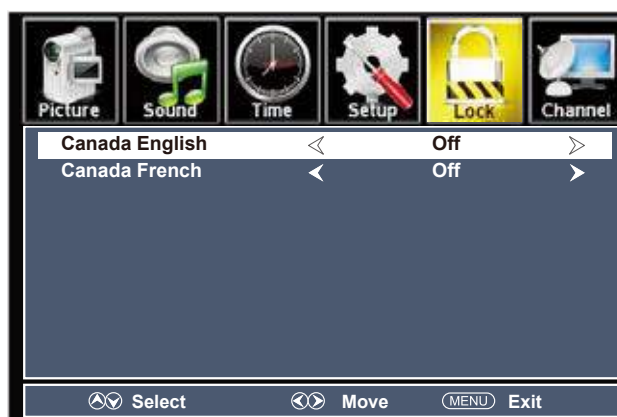 Picture Sound Time Setup Lock Channel
Canada English Off
Canada French Off
Select Move MENU Exit